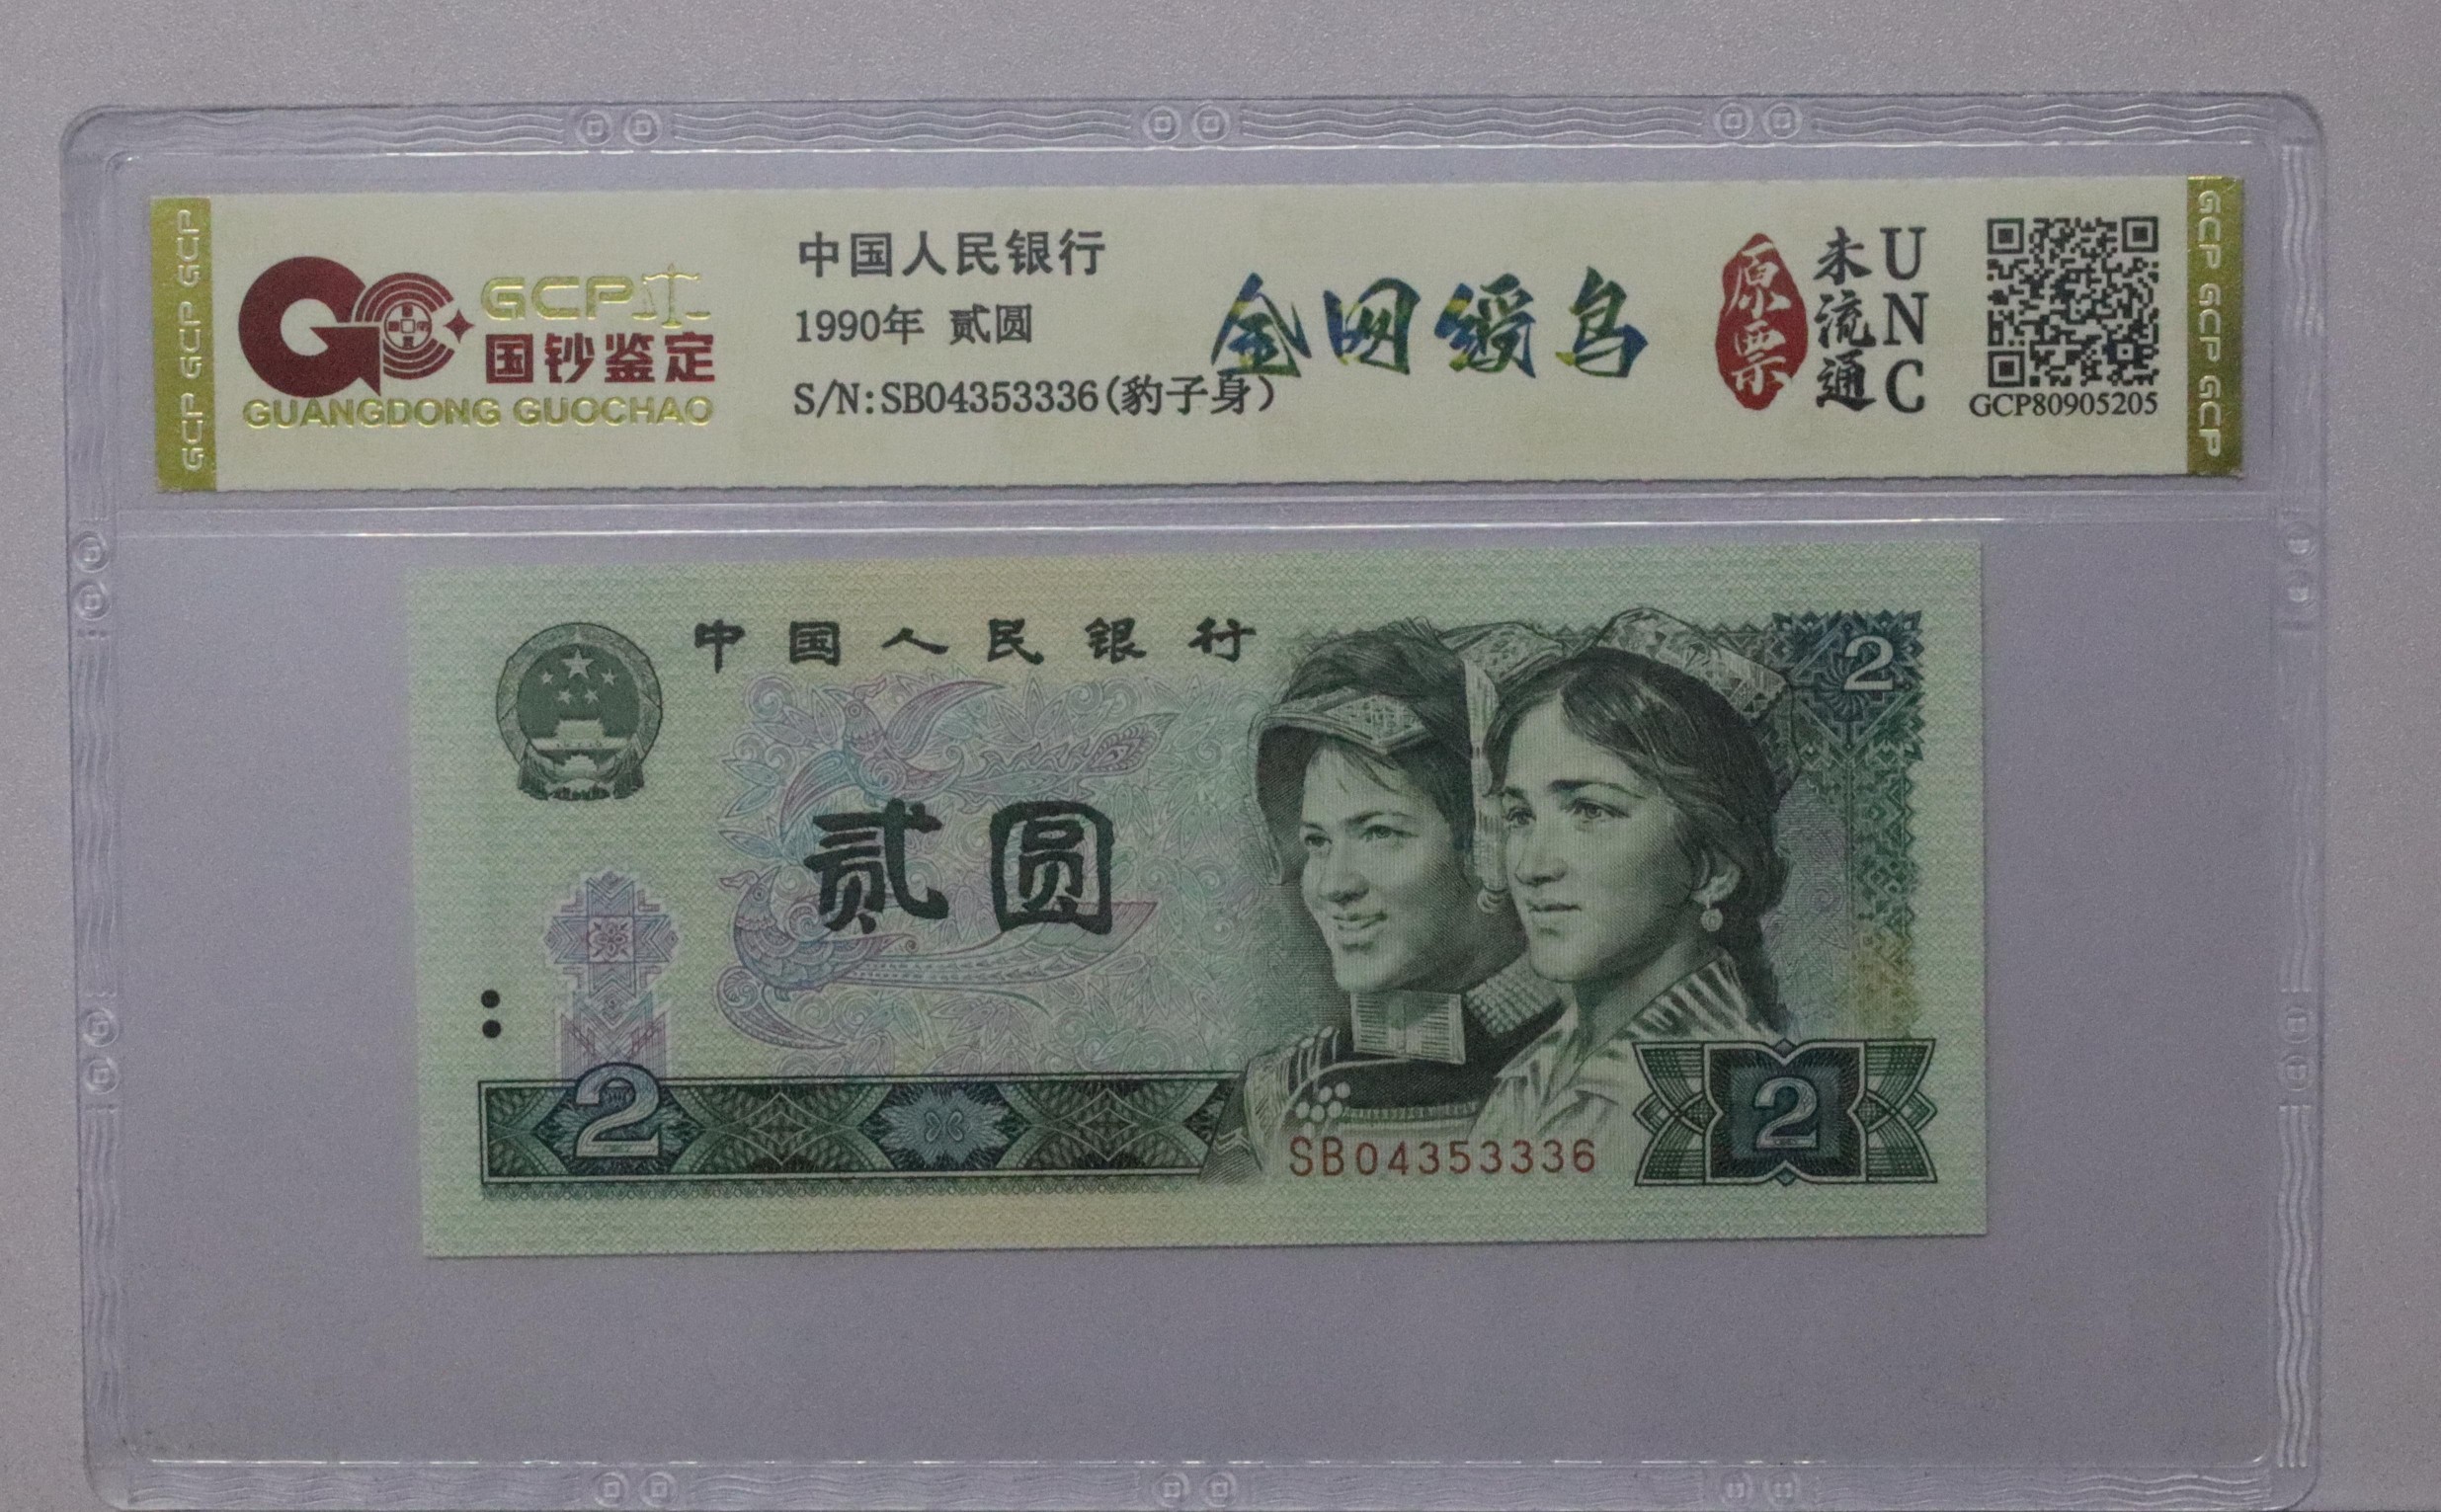 GCP GCP GCP
GCP
国钞鉴定
GUANGDONG GUOCHAO
中国人民银行
1990年 贰圆
S/N:SB04353336(豹子身)
金网绶鸟
原票
未流通
UNC
GCP80905205
GCP GCP GCP
中国人民银行
2
贰圆
2
SB04353336
2